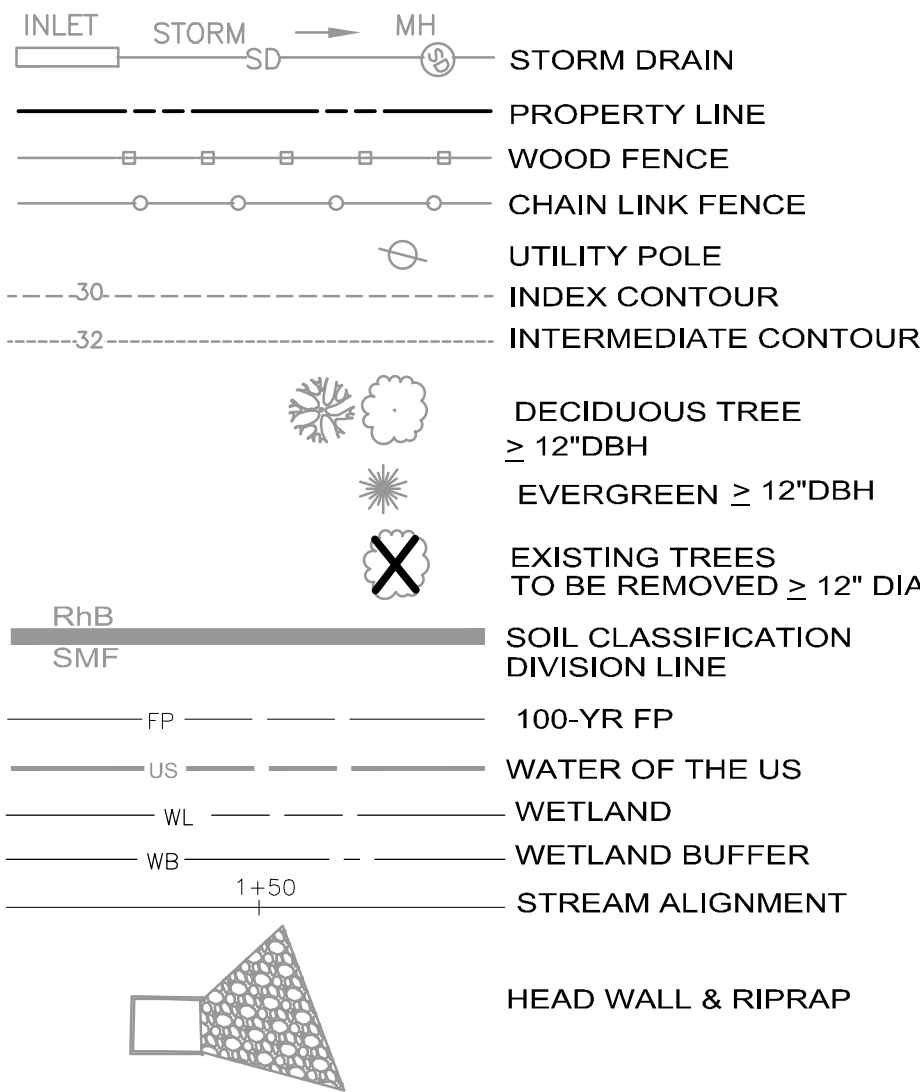 INLET STORM MH
SD SD STORM DRAIN
PROPERTY LINE
WOOD FENCE
CHAIN LINK FENCE
UTILITY POLE
30 INDEX CONTOUR
32 INTERMEDIATE CONTOUR
DECIDUOUS TREE
≥ 12"DBH
EVERGREEN ≥ 12"DBH
EXISTING TREES
TO BE REMOVED ≥ 12" DIA
RhB
SMF
SOIL CLASSIFICATION
DIVISION LINE
FP 100-YR FP
US WATER OF THE US
WL WETLAND
WB WETLAND BUFFER
1+50
STREAM ALIGNMENT
HEAD WALL & RIPRAP